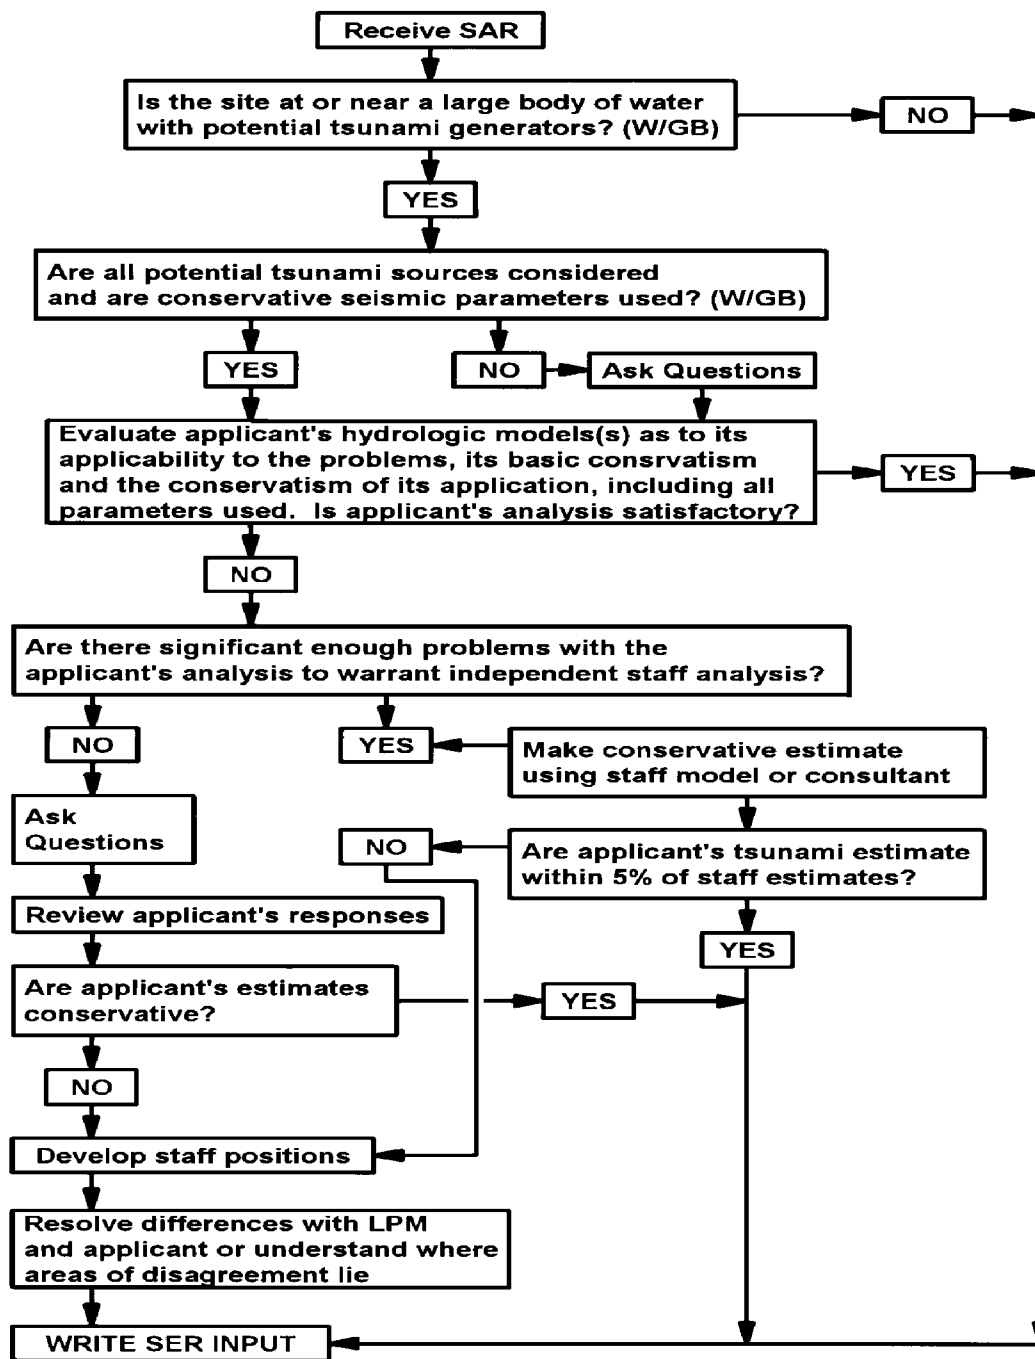 Receive SAR
Is the site at or near a large body of water
with potential tsunami generators? (W/GB)
NO
YES
Are all potential tsunami sources considered
and are conservative seismic parameters used? (W/GB)
YES
NO
Ask Questions
Evaluate applicant's hydrologic models(s) as to its
applicability to the problems, its basic consrvatism
and the conservatism of its application, including all
parameters used. Is applicant's analysis satisfactory?
YES
NO
Are there significant enough problems with the
applicant's analysis to warrant independent staff analysis?
NO
YES
Make conservative estimate
using staff model or consultant
Ask
Questions
NO
Are applicant's tsunami estimate
within 5% of staff estimates?
Review applicant's responses
YES
Are applicant's estimates
conservative?
YES
NO
Develop staff positions
Resolve differences with LPM
and applicant or understand where
areas of disagreement lie
WRITE SER INPUT